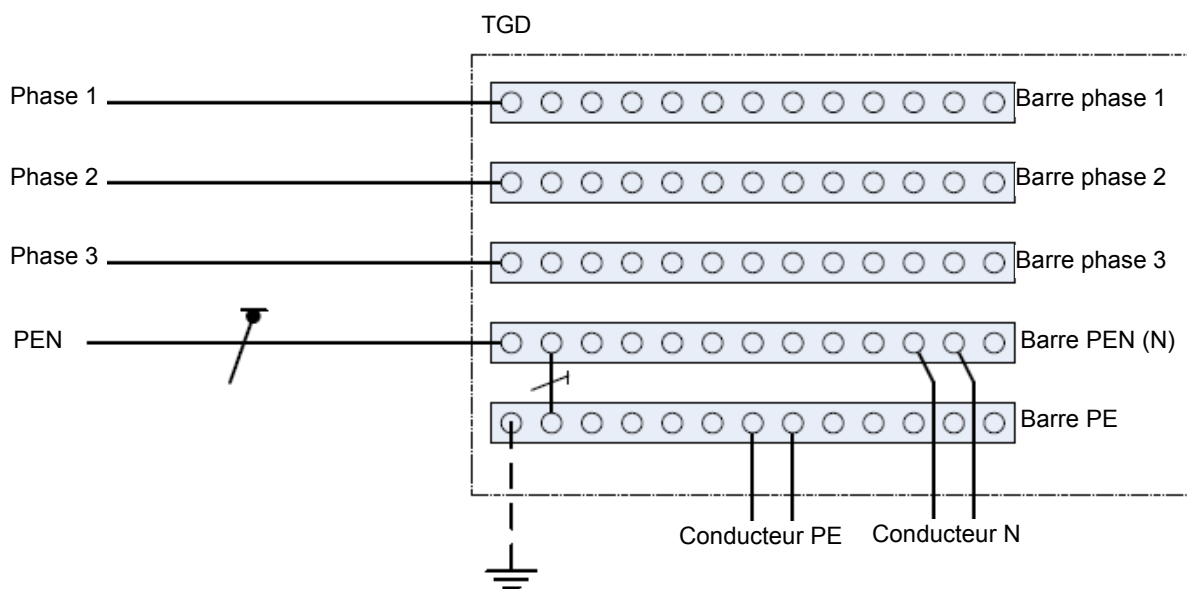 TGD
Phase 1
Barre phase 1
Phase 2
Barre phase 2
Phase 3
Barre phase 3
PEN
Barre PEN (N)
Barre PE
Conducteur PE
Conducteur N